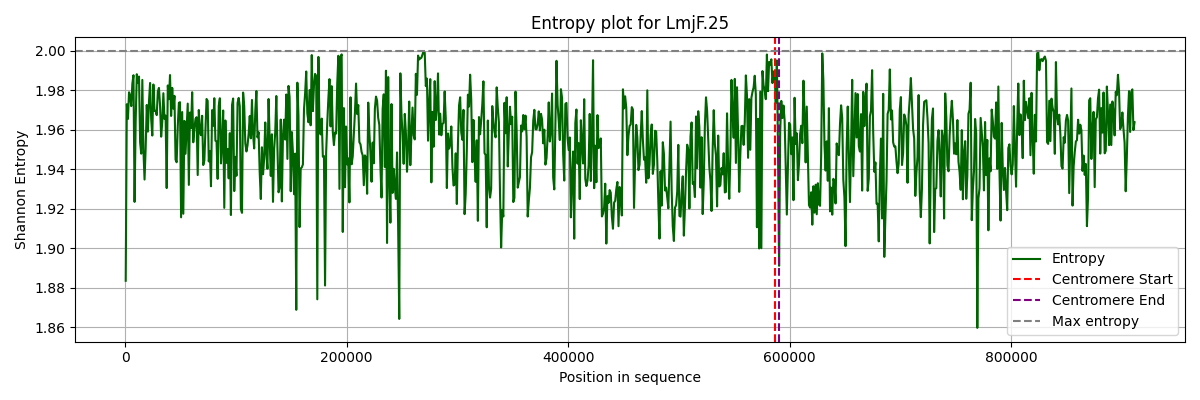 Entropy plot for LmjF.25
Shannon Entropy
2.00
1.98
1.96
1.94
1.92
1.90
1.88
1.86
0
200000
400000
600000
800000
Position in sequence
Entropy
Centromere Start
Centromere End
Max entropy